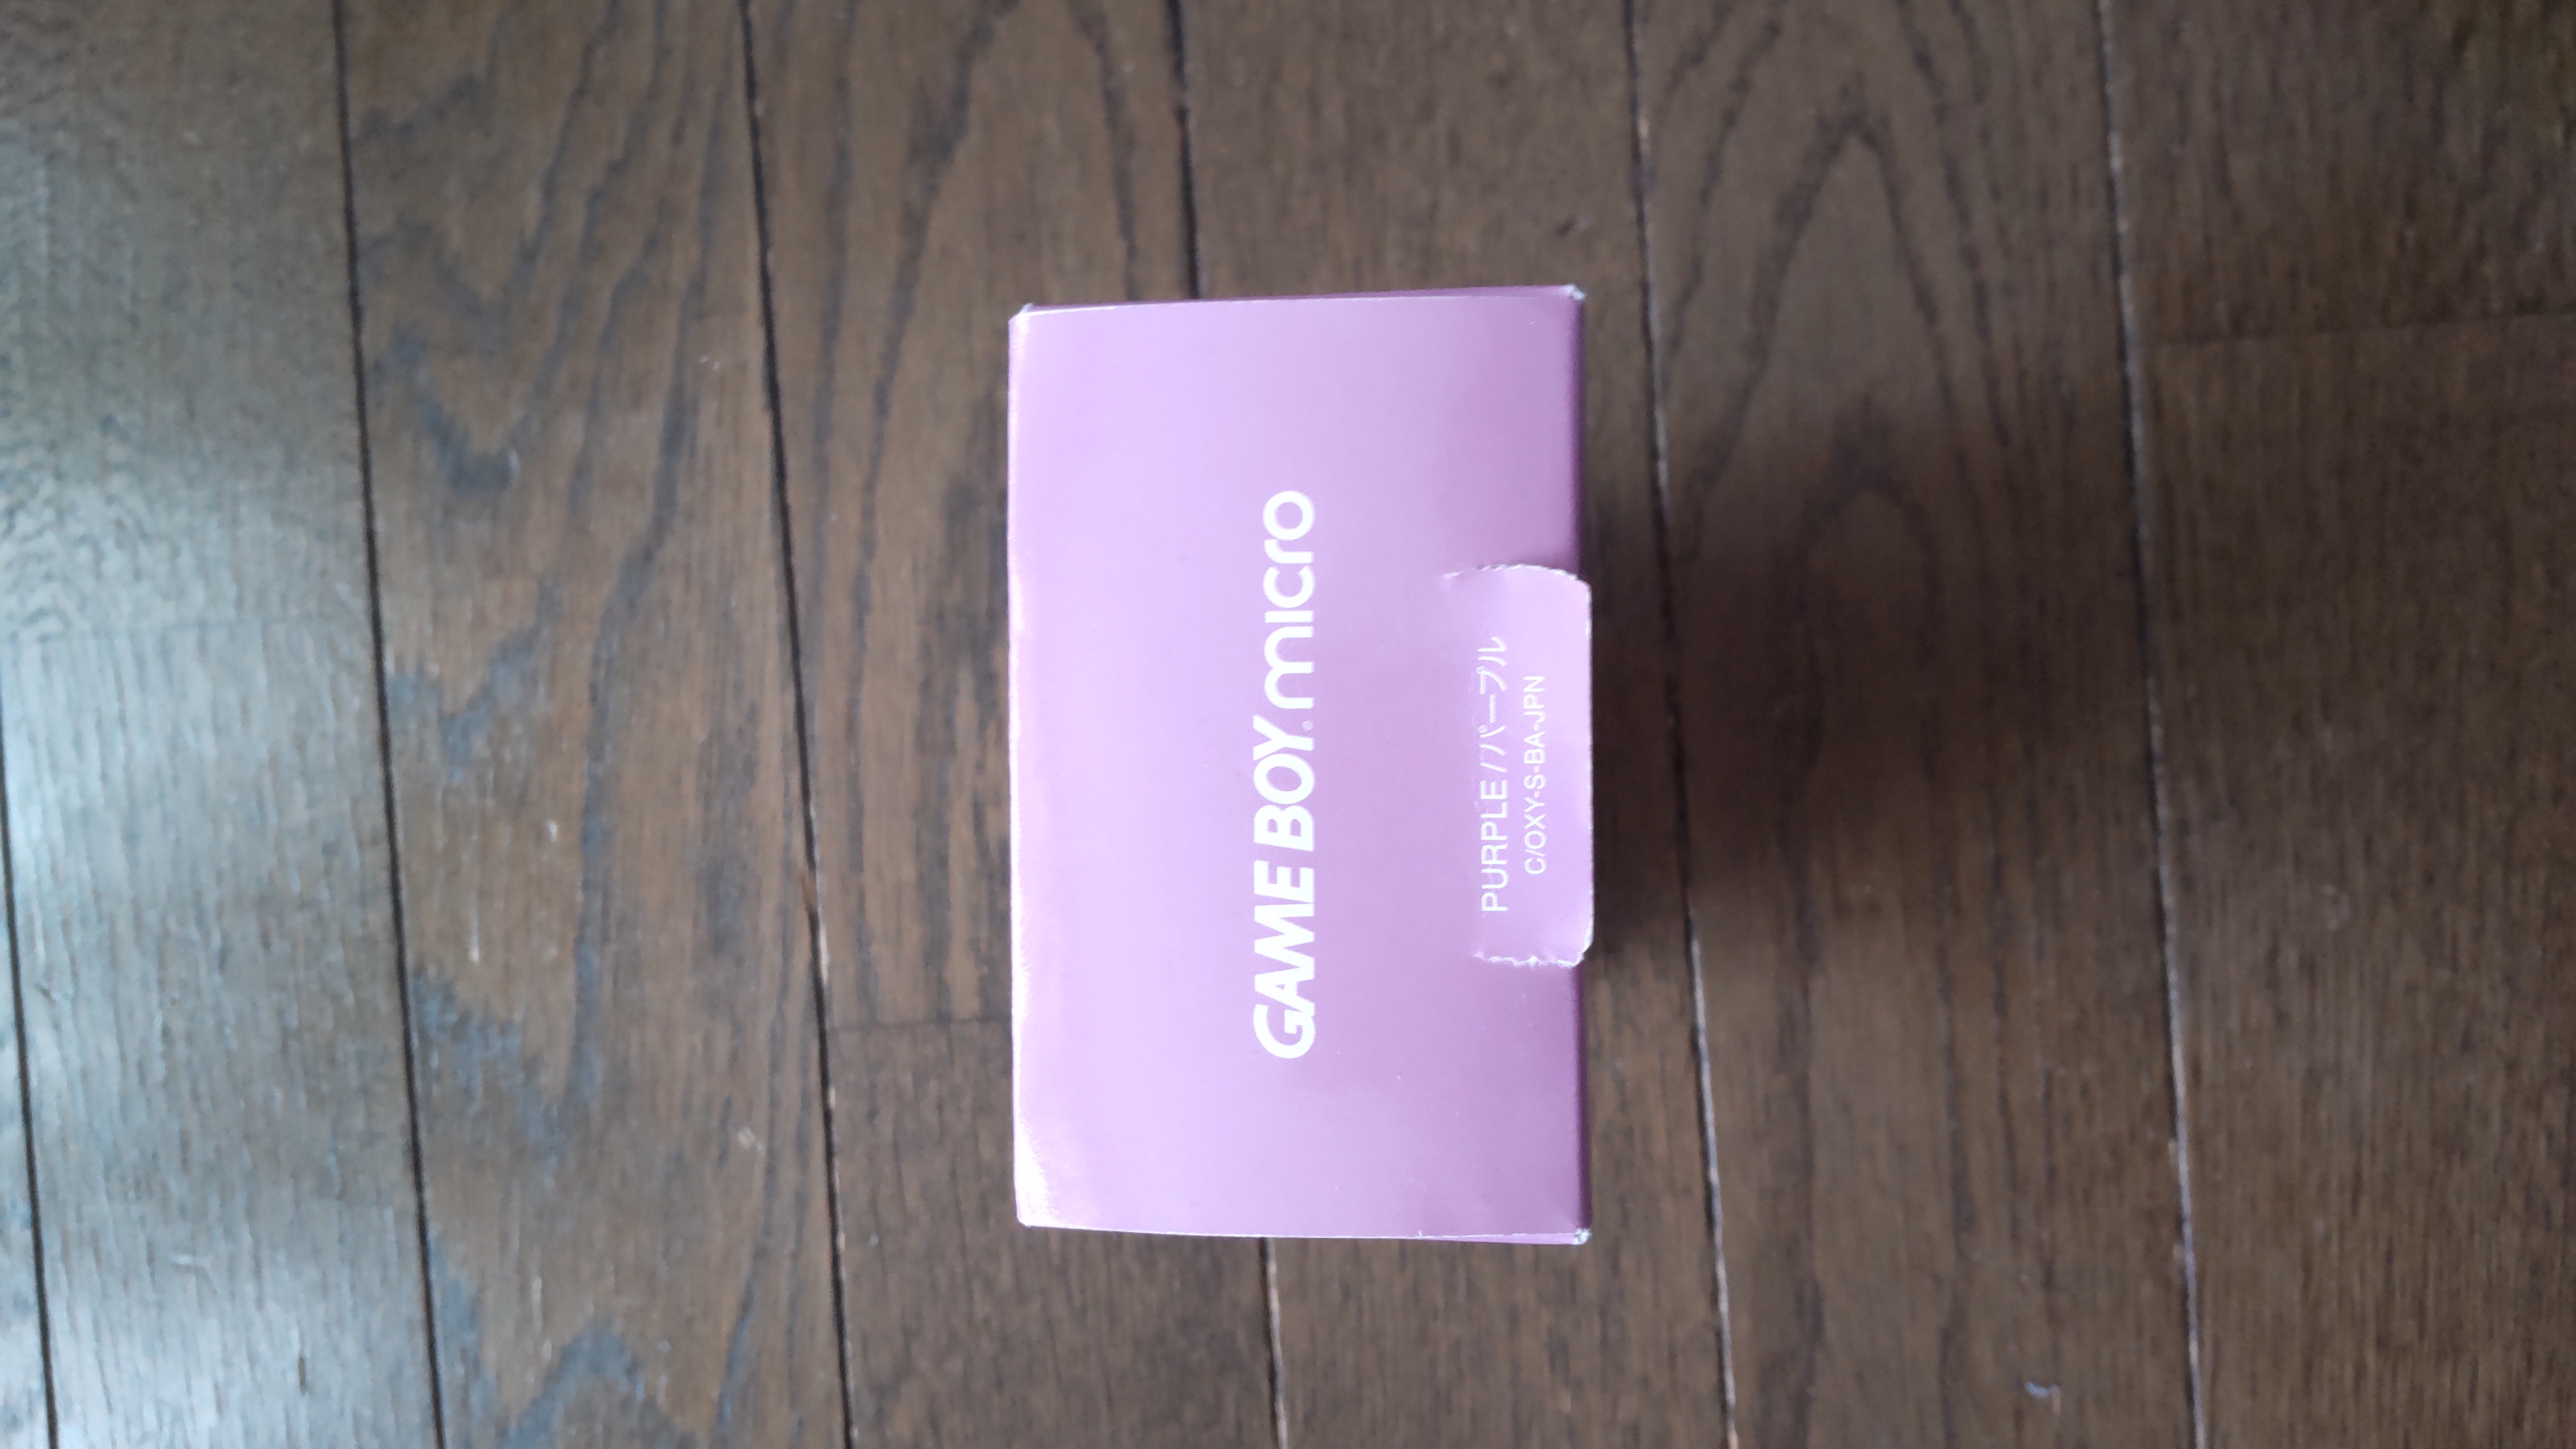 GAME BOY micro
PURPLE / パープル
C/OXY-S-BA-JPN